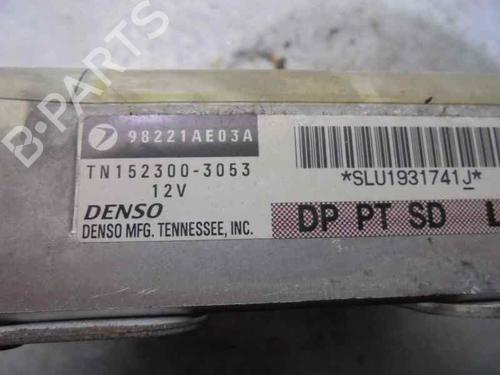 B-PARTS
98221AE03A
TN152300-3053
12V
DENSO
DENSO MFG. TENNESSEE, INC.
*SLU1931741J*
DP PT SD L